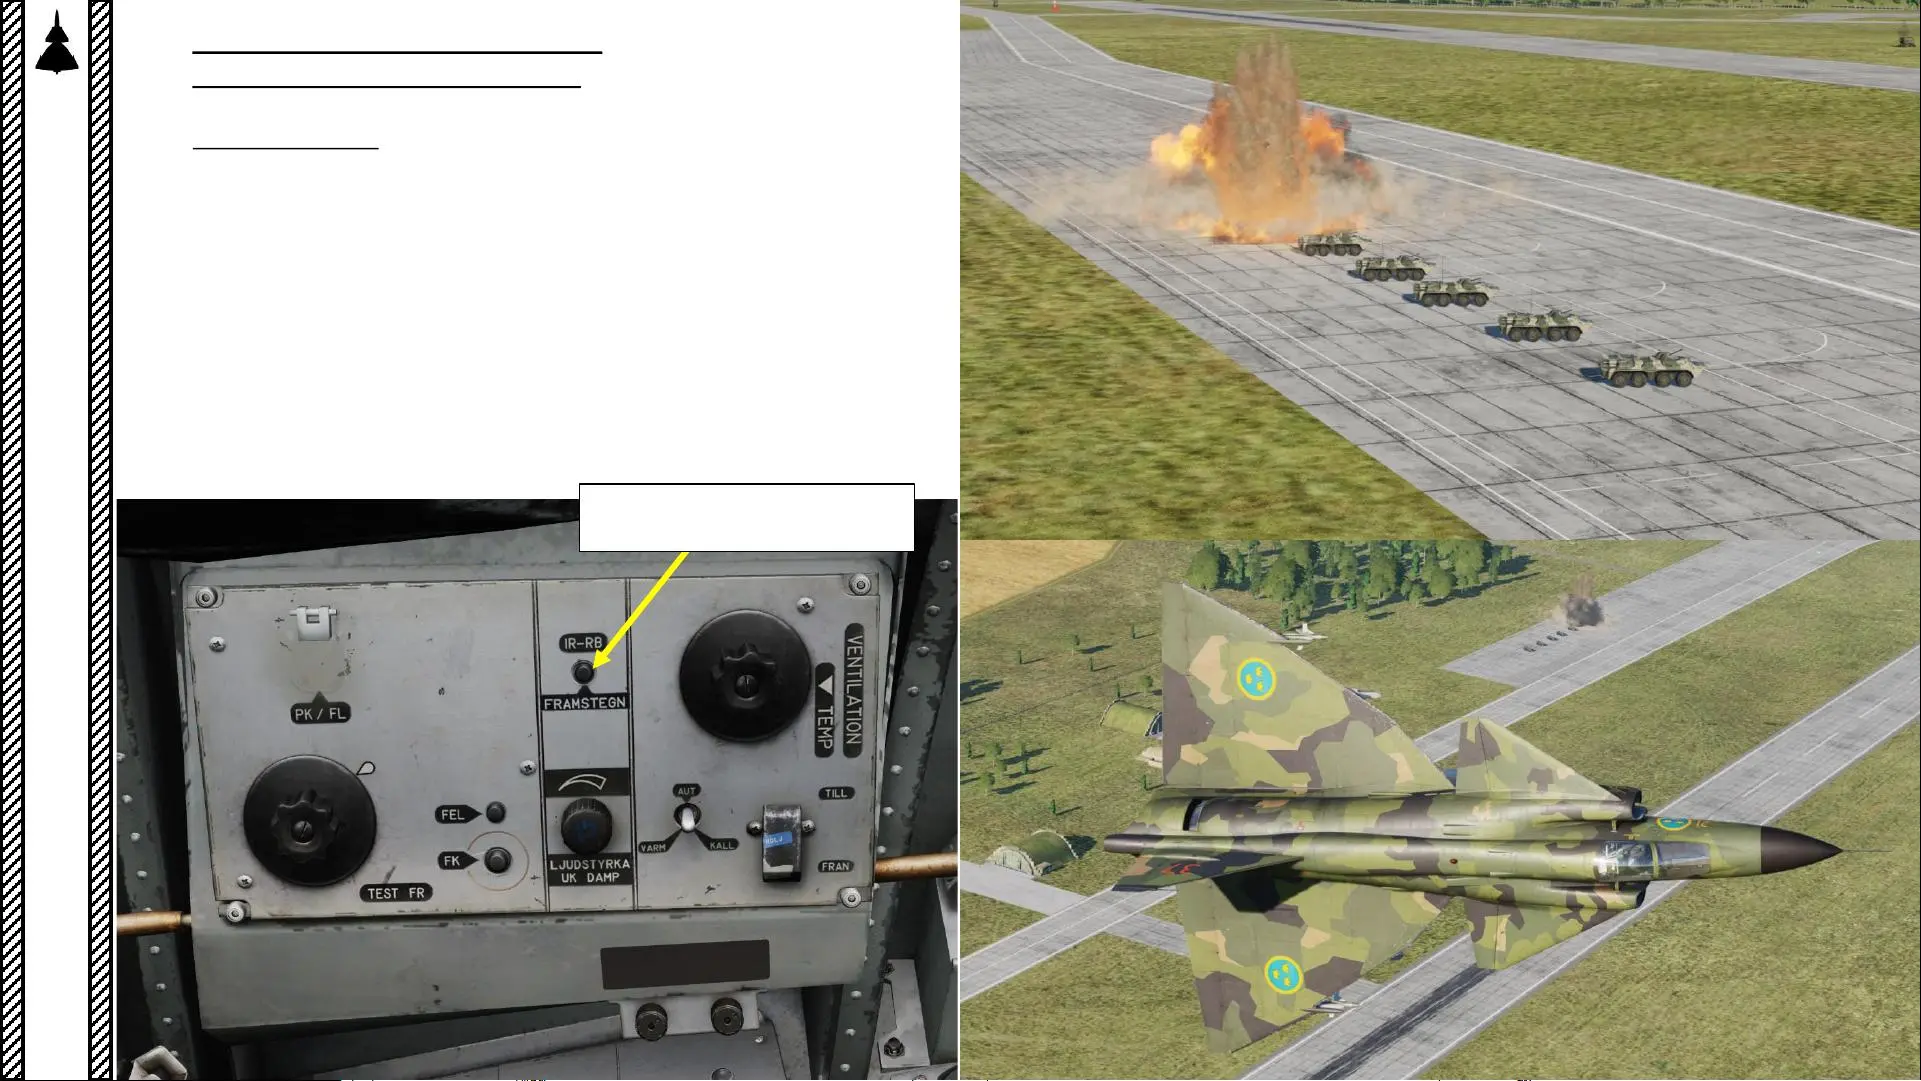 IR-RB
FRAMSTEGN
PK / FL
VENTILATION
TEMP
FEL
FK
TEST FR
LJUDSTYRKA
UK DAMP
AUT
VARM
KALL
TILL
FRAN